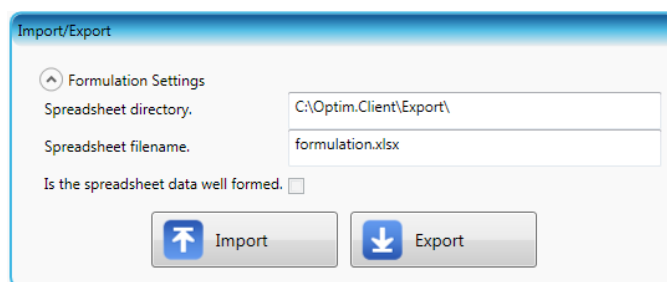 Import/Export
Formulation Settings
Spreadsheet directory.
C:\Optim.Client\Export\
Spreadsheet filename.
formulation.xlsx
Is the spreadsheet data well formed.
Import
Export